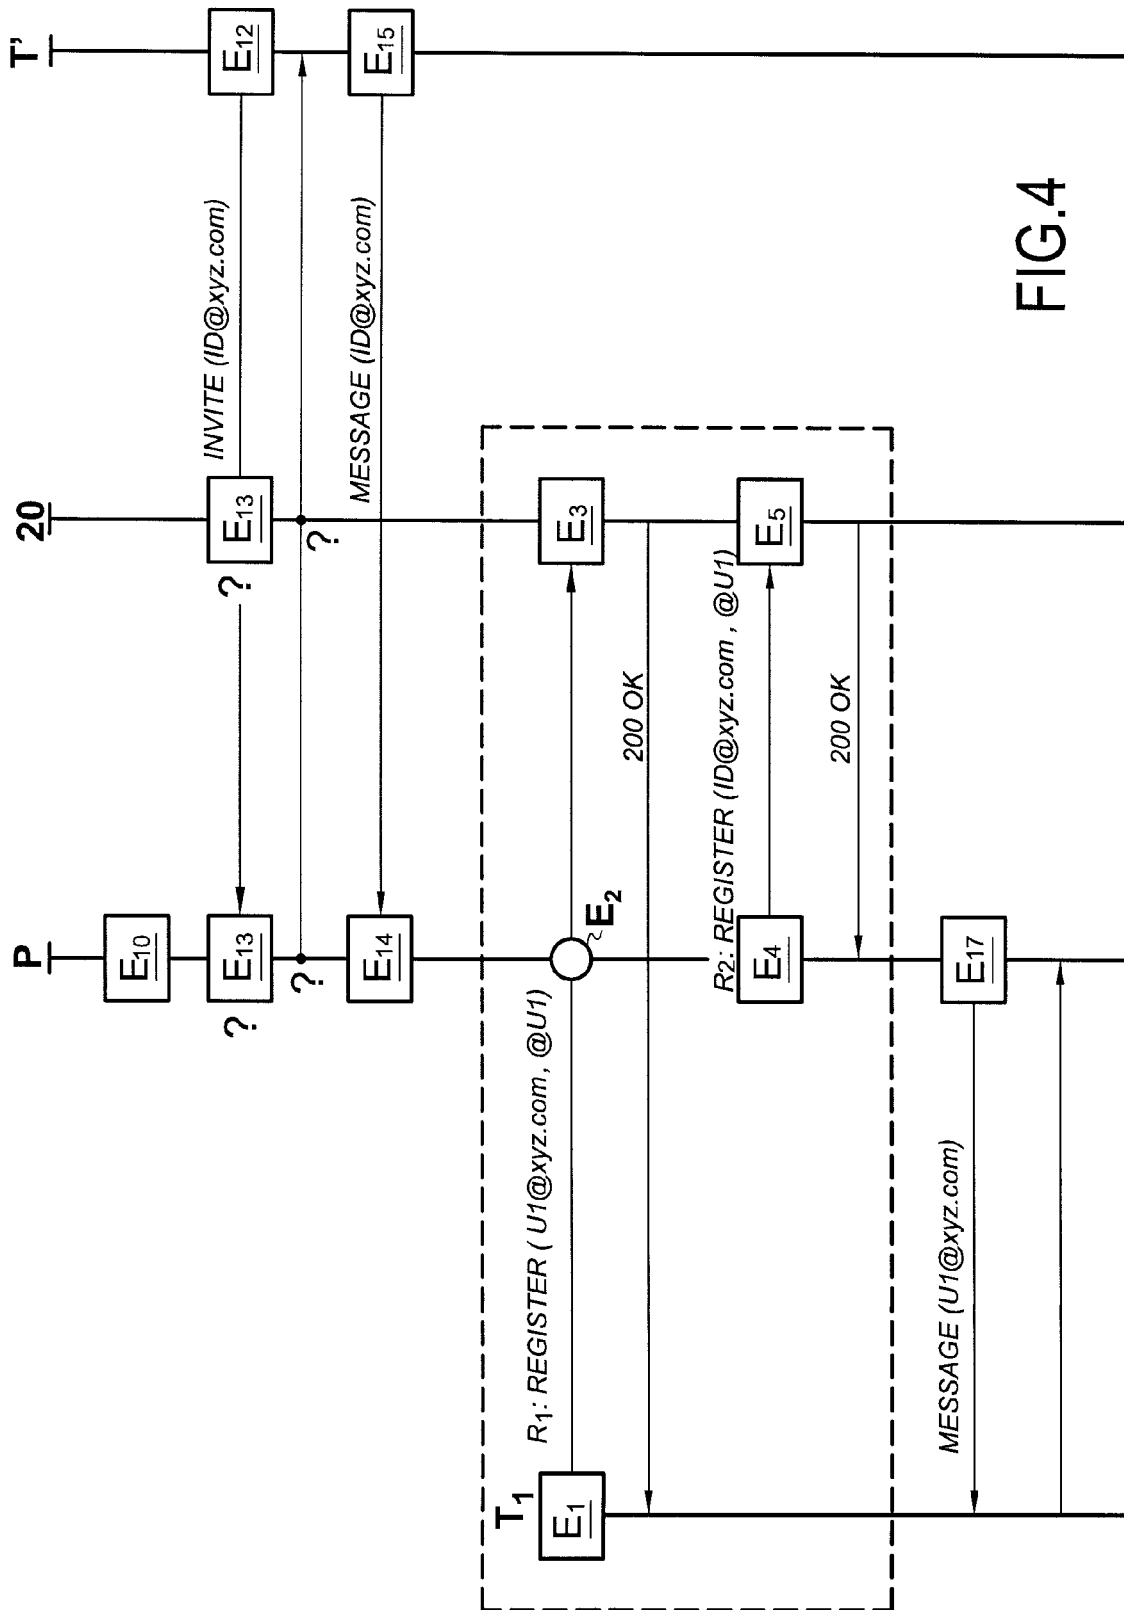 P
20
T'
E10
E13
?
E13
?
INVITE (ID@xyz.com)
E12
?
?
E14
MESSAGE (ID@xyz.com)
E15
T1
E1
R1: REGISTER ( U1@xyz.com, @U1)
E2
E3
200 OK
E4
R2: REGISTER (ID@xyz.com , @U1)
E5
200 OK
MESSAGE (U1@xyz.com)
E17
FIG.4